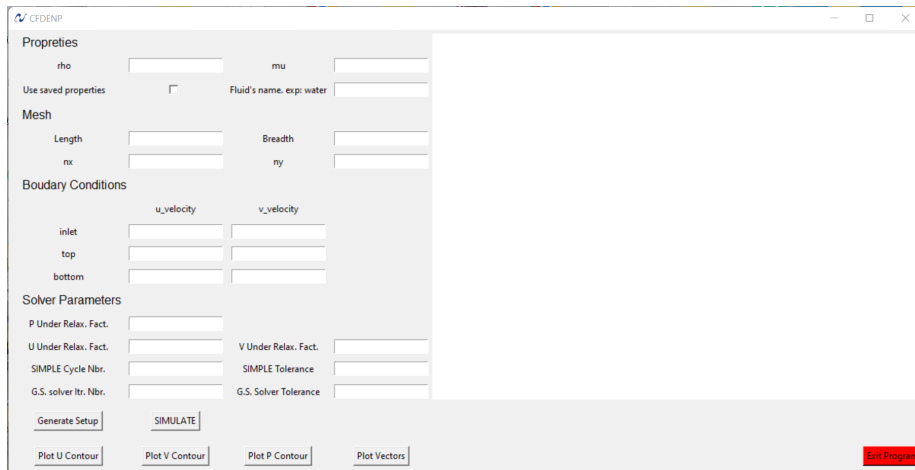 CFDENP
Propreties
rho mu
Use saved properties Fluid's name. exp: water
Mesh
Length Breadth
nx ny
Boudary Conditions
u_velocity v_velocity
inlet
top
bottom
Solver Parameters
P Under Relax. Fact.
U Under Relax. Fact. V Under Relax. Fact.
SIMPLE Cycle Nbr. SIMPLE Tolerance
G.S. solver Itr. Nbr. G.S. Solver Tolerance
Generate Setup SIMULATE
Plot U Contour Plot V Contour Plot P Contour Plot Vectors Exit Program